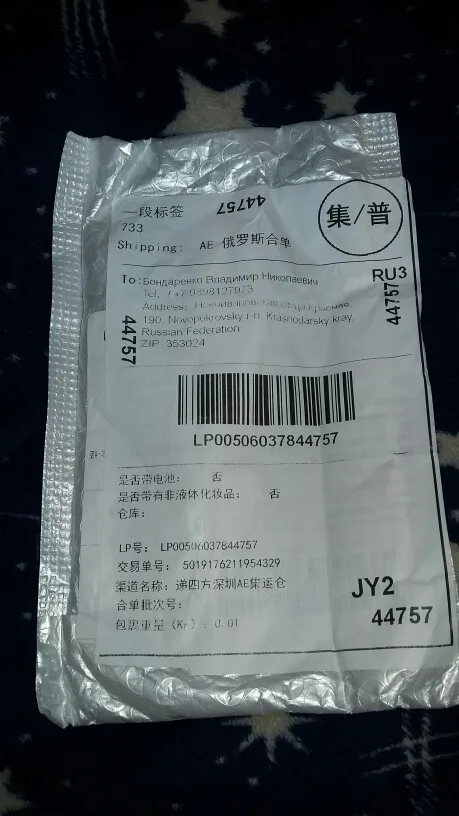 一段标签
44757
集/普
733
Shipping: AE 俄罗斯合单
To: Бондаренко Владимир Николаевич
RU3
44757
Address: Новоивановская улица Красная
190, Novopokrovsky r-n, Krasnodarsky kray,
Russian Federation
ZIP 353024
44757
LP00506037844757
是否带电池: 否
是否带有非液体化妆品: 否
仓库:
LP号: LP00506037844757
交易单号: 5019176211954329
渠道名称: 递四方深圳AE集运仓
JY2
合单批次号:
44757
包裹重量(Kg): 0.01